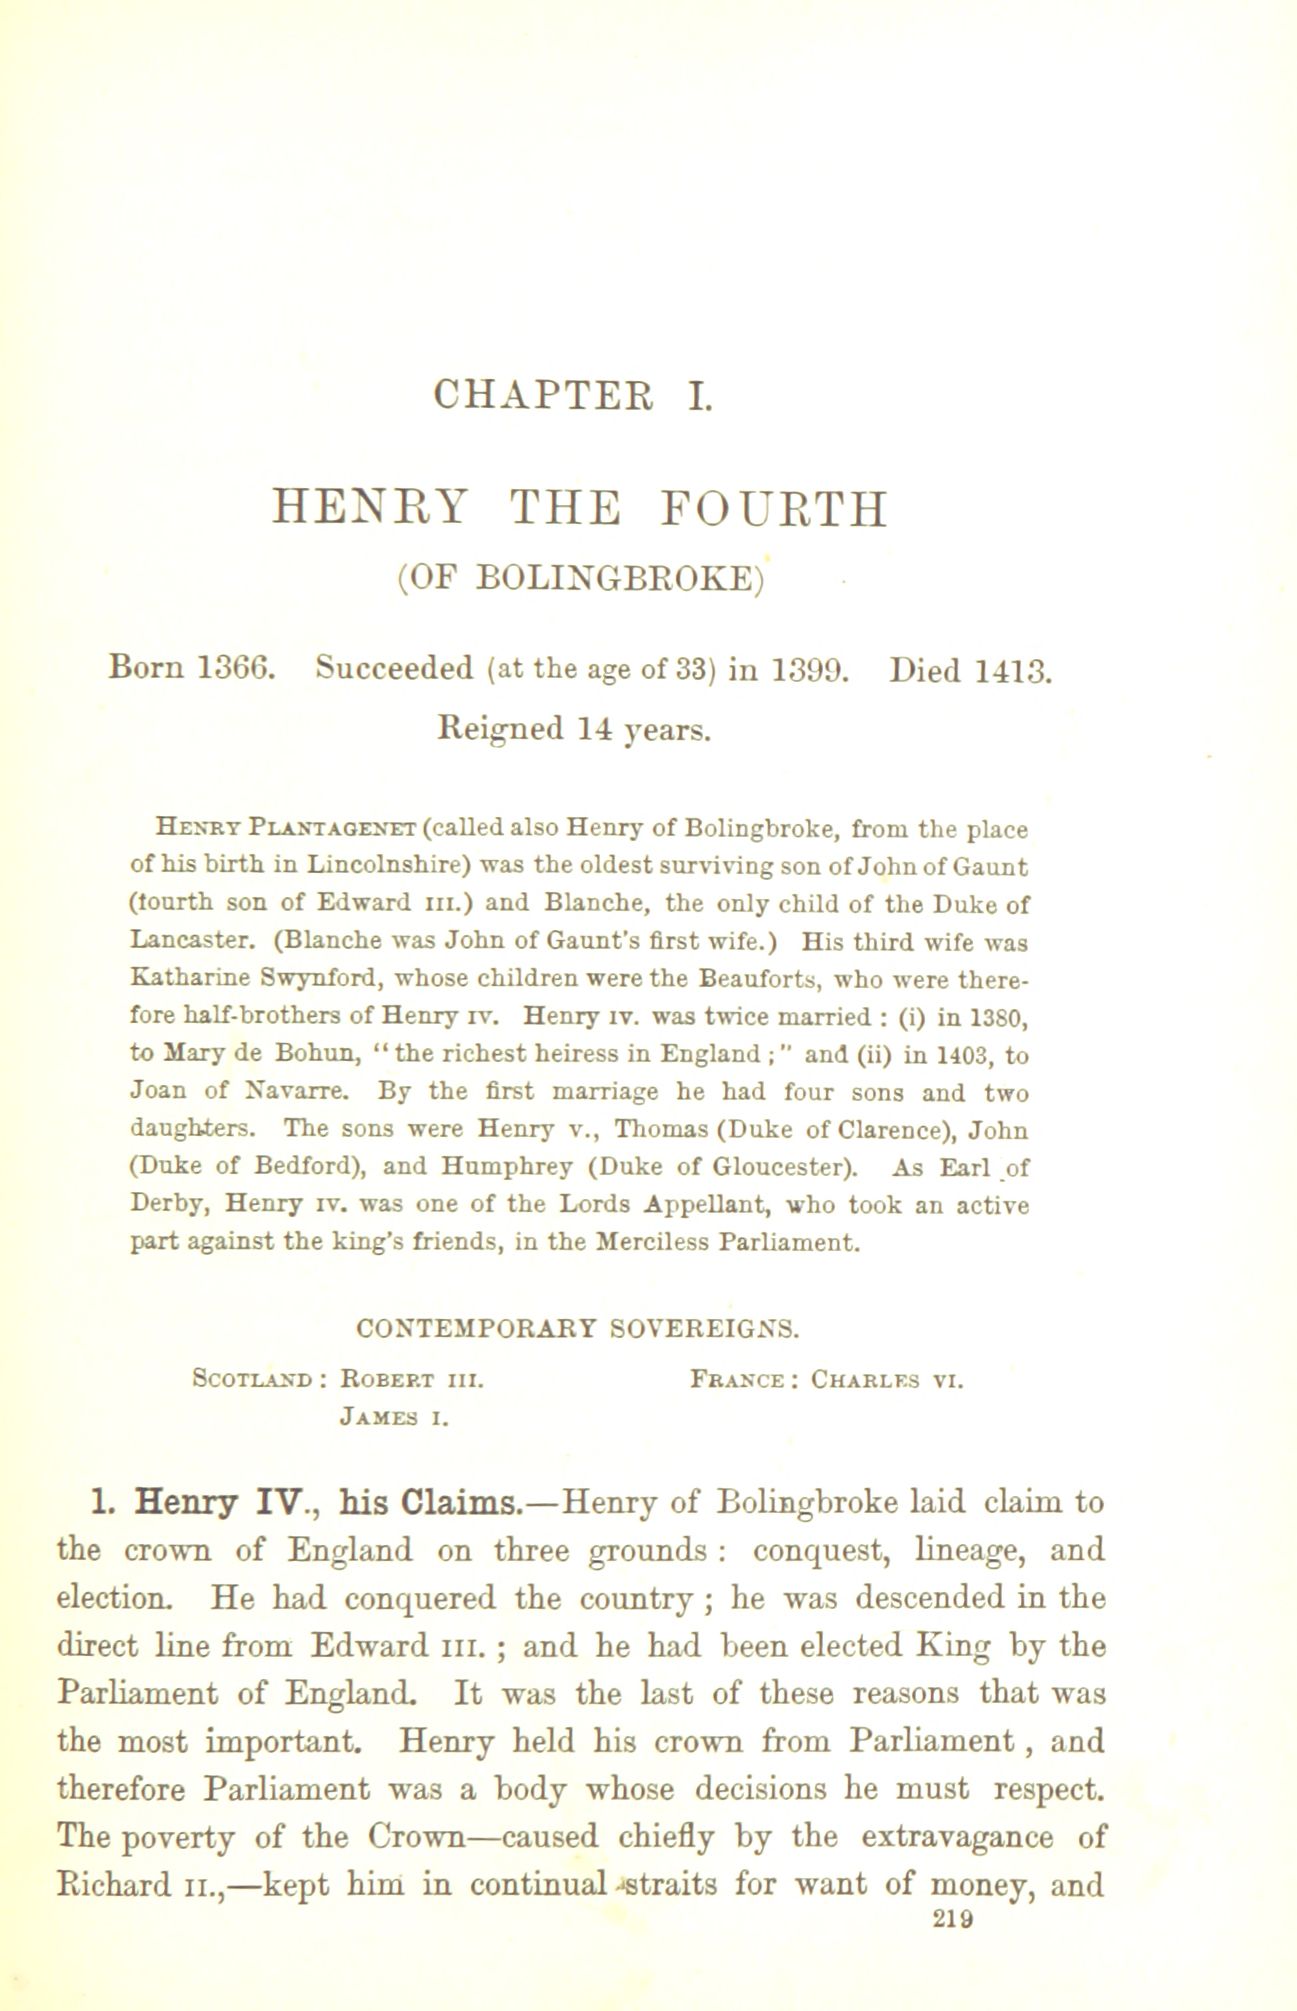 CHAPTER I.
HENRY THE FOURTH
(OF BOLINGBROKE)
Born 1366. Succeeded (at the age of 33) in 1399. Died 1413.
Reigned 14 years.
HENRY PLANTAGENET (called also Henry of Bolingbroke, from the place
of his birth in Lincolnshire) was the oldest surviving son of John of Gaunt
(fourth son of Edward III.) and Blanche, the only child of the Duke of
Lancaster. (Blanche was John of Gaunt's first wife.) His third wife was
Katharine Swynford, whose children were the Beauforts, who were there-
fore half-brothers of Henry IV. Henry IV. was twice married : (i) in 1380,
to Mary de Bohun, "the richest heiress in England ;" and (ii) in 1403, to
Joan of Navarre. By the first marriage he had four sons and two
daughters. The sons were Henry V., Thomas (Duke of Clarence), John
(Duke of Bedford), and Humphrey (Duke of Gloucester). As Earl of
Derby, Henry IV. was one of the Lords Appellant, who took an active
part against the king's friends, in the Merciless Parliament.
CONTEMPORARY SOVEREIGNS.
SCOTLAND : ROBERT III. FRANCE : CHARLES VI.
JAMES I.
1. Henry IV., his Claims.—Henry of Bolingbroke laid claim to
the crown of England on three grounds : conquest, lineage, and
election. He had conquered the country ; he was descended in the
direct line from Edward III. ; and he had been elected King by the
Parliament of England. It was the last of these reasons that was
the most important. Henry held his crown from Parliament, and
therefore Parliament was a body whose decisions he must respect.
The poverty of the Crown—caused chiefly by the extravagance of
Richard II.,—kept him in continual straits for want of money, and
219